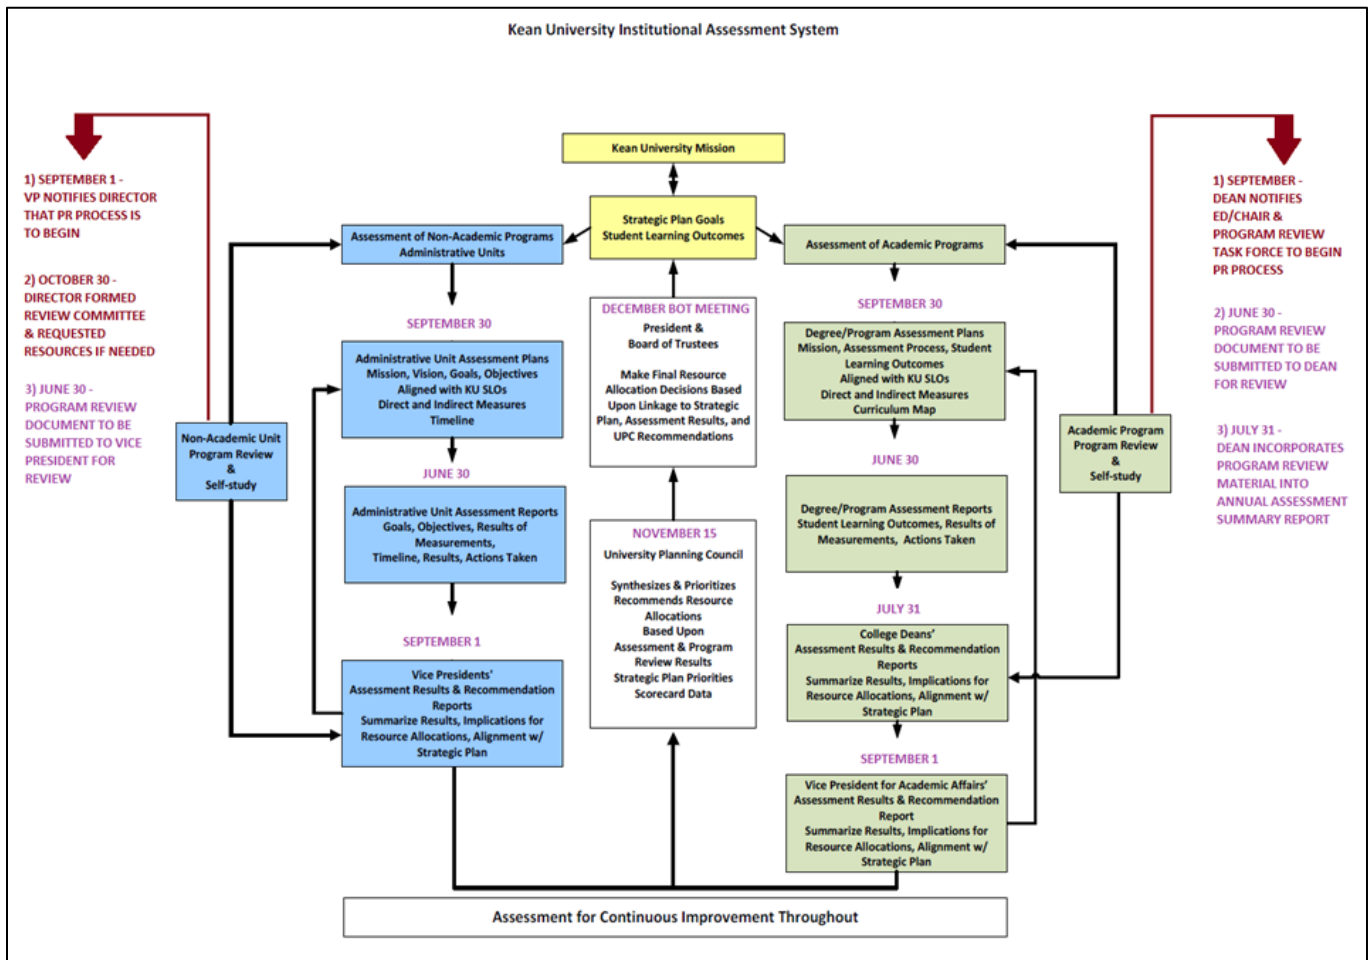 Kean University Institutional Assessment System
1) SEPTEMBER 1 -
VP NOTIFIES DIRECTOR
THAT PR PROCESS IS
TO BEGIN
2) OCTOBER 30 -
DIRECTOR FORMED
REVIEW COMMITTEE
& REQUESTED
RESOURCES IF NEEDED
3) JUNE 30 -
PROGRAM REVIEW
DOCUMENT TO BE
SUBMITTED TO VICE
PRESIDENT FOR
REVIEW
Non-Academic Unit
Program Review
&
Self-study
Assessment of Non-Academic Programs
Administrative Units
SEPTEMBER 30
Administrative Unit Assessment Plans
Mission, Vision, Goals, Objectives
Aligned with KU SLOs
Direct and Indirect Measures
Timeline
JUNE 30
Administrative Unit Assessment Reports
Goals, Objectives, Results of
Measurements,
Timeline, Results, Actions Taken
SEPTEMBER 1
Vice Presidents'
Assessment Results & Recommendation
Reports
Summarize Results, Implications for
Resource Allocations, Alignment w/
Strategic Plan
Kean University Mission
Strategic Plan Goals
Student Learning Outcomes
DECEMBER BOT MEETING
President &
Board of Trustees
Make Final Resource
Allocation Decisions Based
Upon Linkage to Strategic
Plan, Assessment Results, and
UPC Recommendations
NOVEMBER 15
University Planning Council
Synthesizes & Prioritizes
Recommends Resource
Allocations
Based Upon
Assessment & Program
Review Results
Strategic Plan Priorities
Scorecard Data
Assessment of Academic Programs
SEPTEMBER 30
Degree/Program Assessment Plans
Mission, Assessment Process, Student
Learning Outcomes
Aligned with KU SLOs
Direct and Indirect Measures
Curriculum Map
JUNE 30
Degree/Program Assessment Reports
Student Learning Outcomes, Results of
Measurements, Actions Taken
JULY 31
College Deans'
Assessment Results & Recommendation
Reports
Summarize Results, Implications for
Resource Allocations, Alignment w/
Strategic Plan
SEPTEMBER 1
Vice President for Academic Affairs'
Assessment Results & Recommendation
Report
Summarize Results, Implications for
Resource Allocations, Alignment w/
Strategic Plan
Academic Program
Program Review
&
Self-study
1) SEPTEMBER -
DEAN NOTIFIES
ED/CHAIR &
PROGRAM REVIEW
TASK FORCE TO BEGIN
PR PROCESS
2) JUNE 30 -
PROGRAM REVIEW
DOCUMENT TO BE
SUBMITTED TO DEAN
FOR REVIEW
3) JULY 31 -
DEAN INCORPORATES
PROGRAM REVIEW
MATERIAL INTO
ANNUAL ASSESSMENT
SUMMARY REPORT
Assessment for Continuous Improvement Throughout